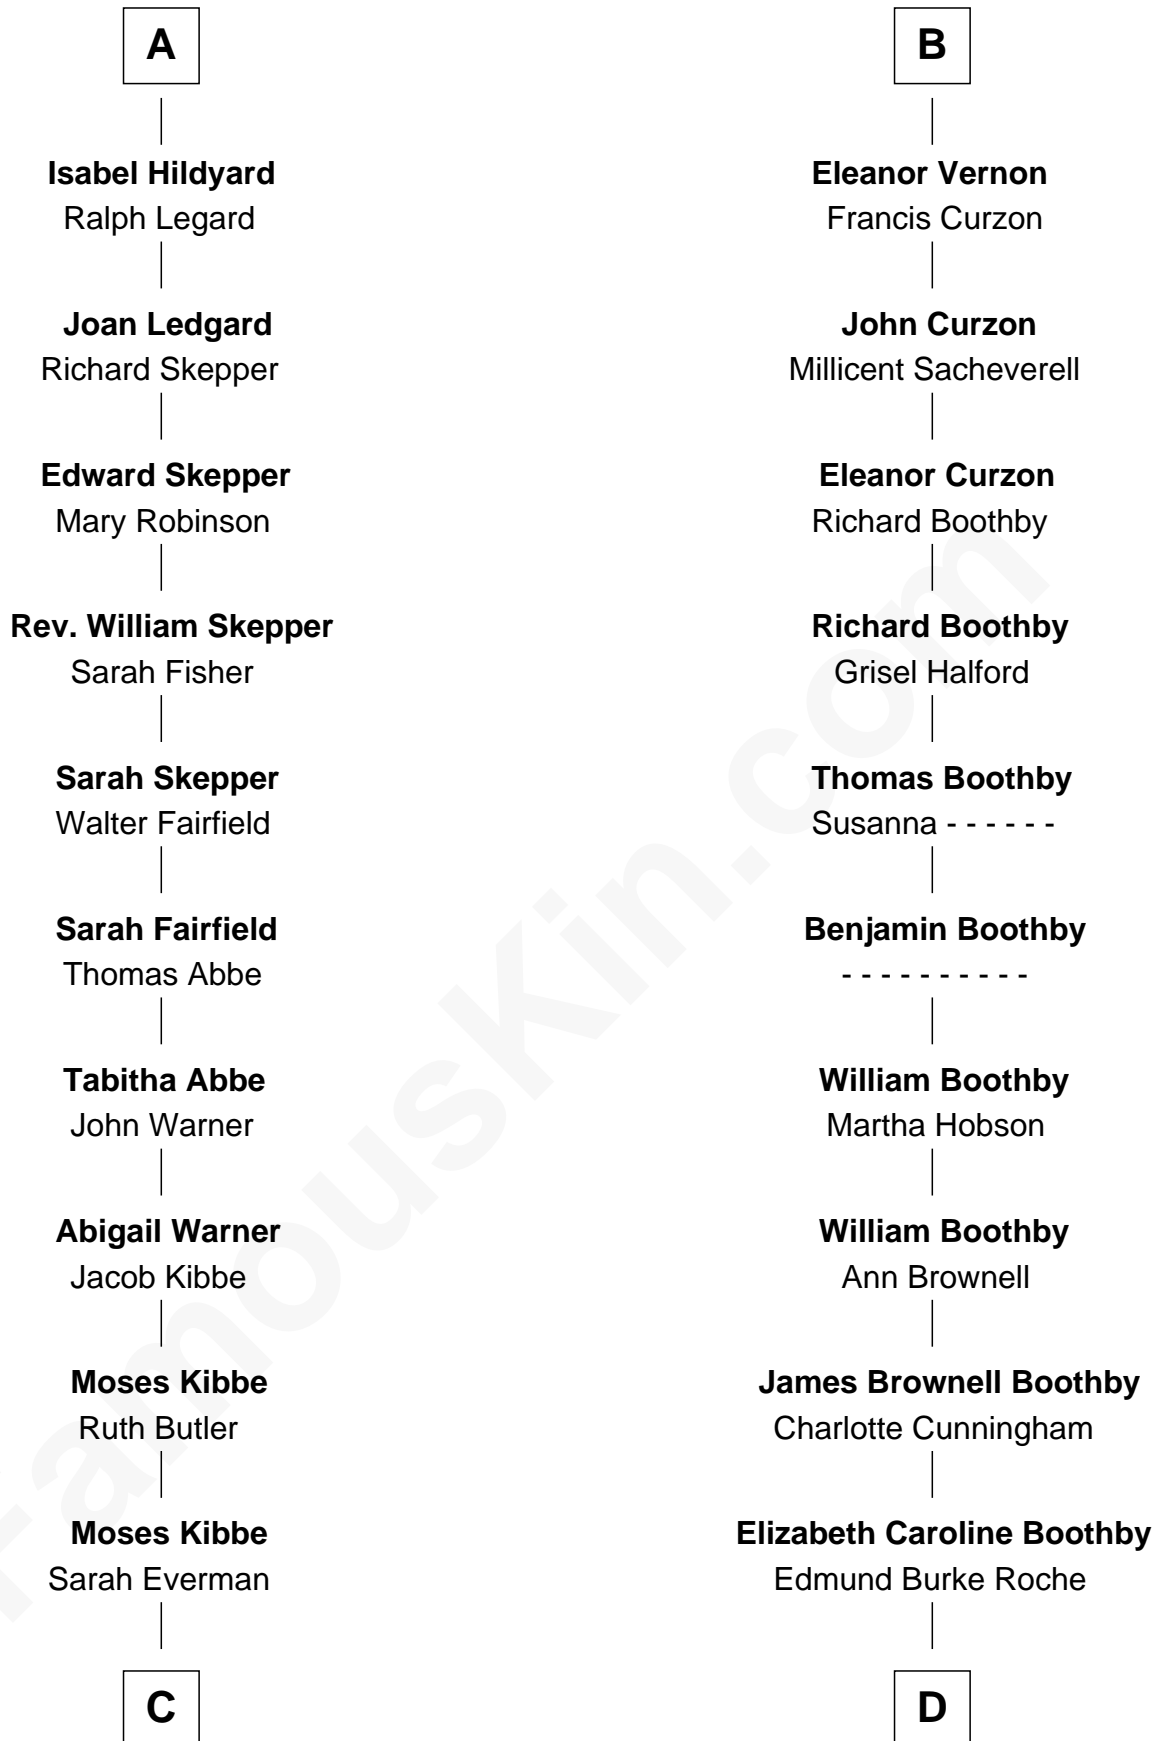 A
Isabel Hildyard
Ralph Legard
Joan Ledgard
Richard Skepper
Edward Skepper
Mary Robinson
Rev. William Skepper
Sarah Fisher
Sarah Skepper
Walter Fairfield
Sarah Fairfield
Thomas Abbe
Tabitha Abbe
John Warner
Abigail Warner
Jacob Kibbe
Moses Kibbe
Ruth Butler
Moses Kibbe
Sarah Everman
C
B
Eleanor Vernon
Francis Curzon
John Curzon
Millicent Sacheverell
Eleanor Curzon
Richard Boothby
Richard Boothby
Grisel Halford
Thomas Boothby
Susanna - - - - - -
Benjamin Boothby
- - - - - - - - - -
William Boothby
Martha Hobson
William Boothby
Ann Brownell
James Brownell Boothby
Charlotte Cunningham
Elizabeth Caroline Boothby
Edmund Burke Roche
D
FamousKin.com